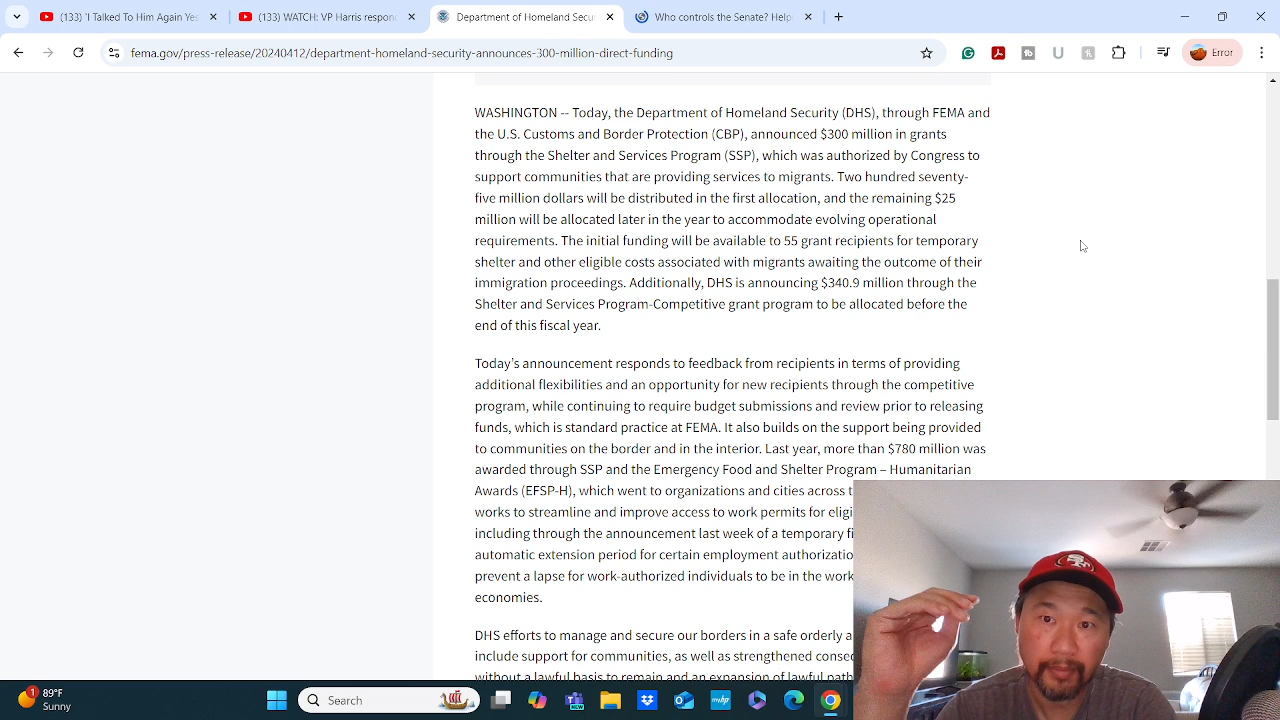 (133) 'I Talked To Him Again Yes
(133) WACH: VP Harris respon
Department of Homeland Secur
Who controls the Senate? Help
fema.gov/press-release/20240412/department-homeland-security-announces-300-million-direct-funding
Error
WASHINGTON -- Today, the Department of Homeland Security (DHS), through FEMA and
the U.S. Customs and Border Protection (CBP), announced $300 million in grants
through the Shelter and Services Program (SSP), which was authorized by Congress to
support communities that are providing services to migrants. Two hundred seventy-
five million dollars will be distributed in the first allocation, and the remaining $25
million will be allocated later in the year to accommodate evolving operational
requirements. The initial funding will be available to 55 grant recipients for temporary
shelter and other eligible costs associated with migrants awaiting the outcome of their
immigration proceedings. Additionally, DHS is announcing $340.9 million through the
Shelter and Services Program-Competitive grant program to be allocated before the
end of this fiscal year.
Today's announcement responds to feedback from recipients in terms of providing
additional flexibilities and an opportunity for new recipients through the competitive
program, while continuing to require budget submissions and review prior to releasing
funds, which is standard practice at FEMA. It also builds on the support being provided
to communities on the border and in the interior. Last year, more than $780 million was
awarded through SSP and the Emergency Food and Shelter Program – Humanitarian
Awards (EFSP-H), which went to organizations and cities across t
works to streamline and improve access to work permits for eligi
including through the announcement last week of a temporary fi
automatic extension period for certain employment authorizatio
prevent a lapse for work-authorized individuals to be in the work
economies.
DHS efforts to manage and secure our borders in a safe orderly a
include support for communities, as well as strengthened conseq
89°F
Sunny
1
Search